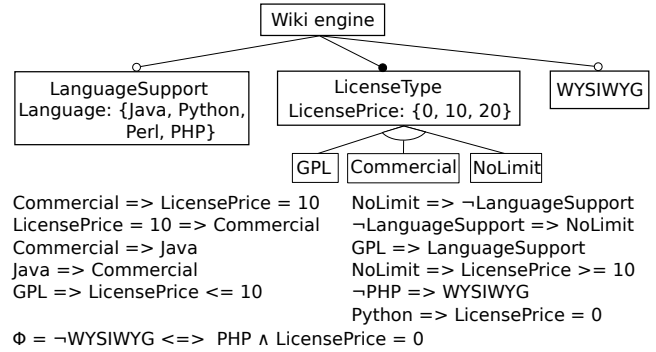 Wiki engine
LanguageSupport
Language: {Java, Python,
Perl, PHP}
LicenseType
LicensePrice: {0, 10, 20}
WYSIWYG
GPL
Commercial
NoLimit
Commercial => LicensePrice = 10
LicensePrice = 10 => Commercial
Commercial => Java
Java => Commercial
GPL => LicensePrice <= 10
NoLimit => ¬LanguageSupport
¬LanguageSupport => NoLimit
GPL => LanguageSupport
NoLimit => LicensePrice >= 10
¬PHP => WYSIWYG
Python => LicensePrice = 0
Φ = ¬WYSIWYG <=> PHP ∧ LicensePrice = 0